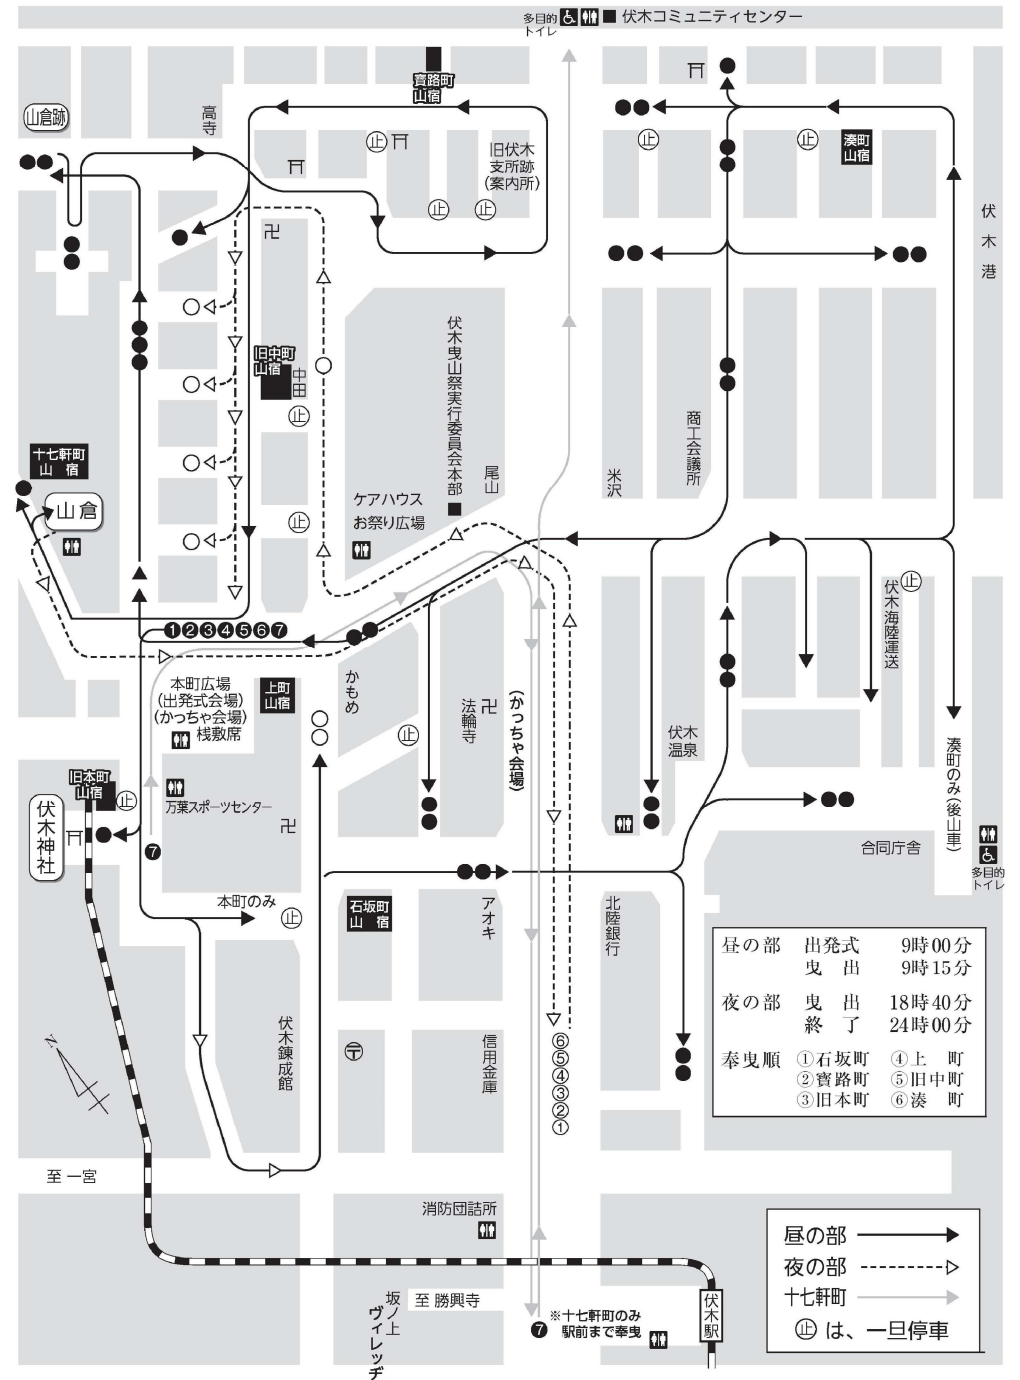 多目的
トイレ
■ 伏木コミュニティセンター
寳路町
山宿
山倉跡
高寺
止
旧伏木
支所跡
(案内所)
止
止
止
止
湊町
山宿
伏木港
卍
旧中町
山宿
中田
止
伏木曳山祭実行委員会本部■
尾山
米沢
商工会議所
十七軒町
山 宿
山倉
ケアハウス
お祭り広場
止
止
伏木海陸運送
❶❷❸❹❺❻❼
本町広場
(出発式会場)
(かっちゃ会場)
桟敷席
上町
山宿
かもめ
止
法輪寺
卍
(かっちゃ会場)
伏木
温泉
湊町のみ(後山車)
旧本町
山宿
止
万葉スポーツセンター
伏木神社
❼
卍
合同庁舎
多目的
トイレ
本町のみ
止
石坂町
山 宿
アオキ
北陸銀行
昼の部 出発式 9時00分
曳 出 9時15分
夜の部 曳 出 18時40分
終 了 24時00分
奉曳順 ①石坂町 ④上 町
②寳路町 ⑤旧中町
③旧本町 ⑥湊 町
伏木錬成館
〒
信用金庫
⑥
⑤
④
③
②
①
N
至 一宮
消防団詰所
坂ノ上
ヴィレッヂ
至 勝興寺
❼
※十七軒町のみ
駅前まで奉曳
伏木駅
昼の部
夜の部
十七軒町
止は、一旦停車